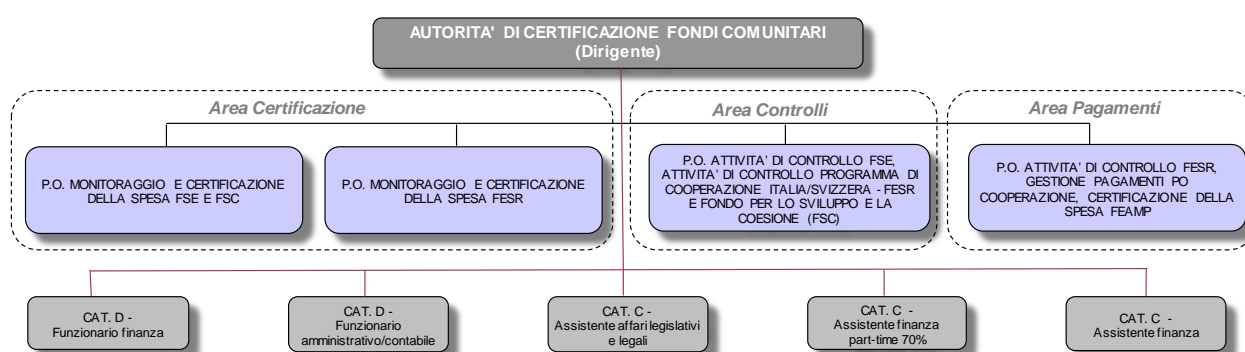 AUTORITA' DI CERTIFICAZIONE FONDI COMUNITARI
(Dirigente)
Area Certificazione
Area Controlli
Area Pagamenti
P.O. MONITORAGGIO E CERTIFICAZIONE
DELLA SPESA FSE E FSC
P.O. MONITORAGGIO E CERTIFICAZIONE
DELLA SPESA FESR
P.O. ATTIVITA' DI CONTROLLO FSE,
ATTIVITA' DI CONTROLLO PROGRAMMA DI
COOPERAZIONE ITALIA/SVIZZERA - FESR
E FONDO PER LO SVILUPPO E LA
COESIONE (FSC)
P.O. ATTIVITA' DI CONTROLLO FESR,
GESTIONE PAGAMENTI PO
COOPERAZIONE, CERTIFICAZIONE DELLA
SPESA FEAMP
CAT. D -
Funzionario finanza
CAT. D -
Funzionario
amministrativo/contabile
CAT. C -
Assistente affari legislativi
e legali
CAT. C -
Assistente finanza
part-time 70%
CAT. C -
Assistente finanza